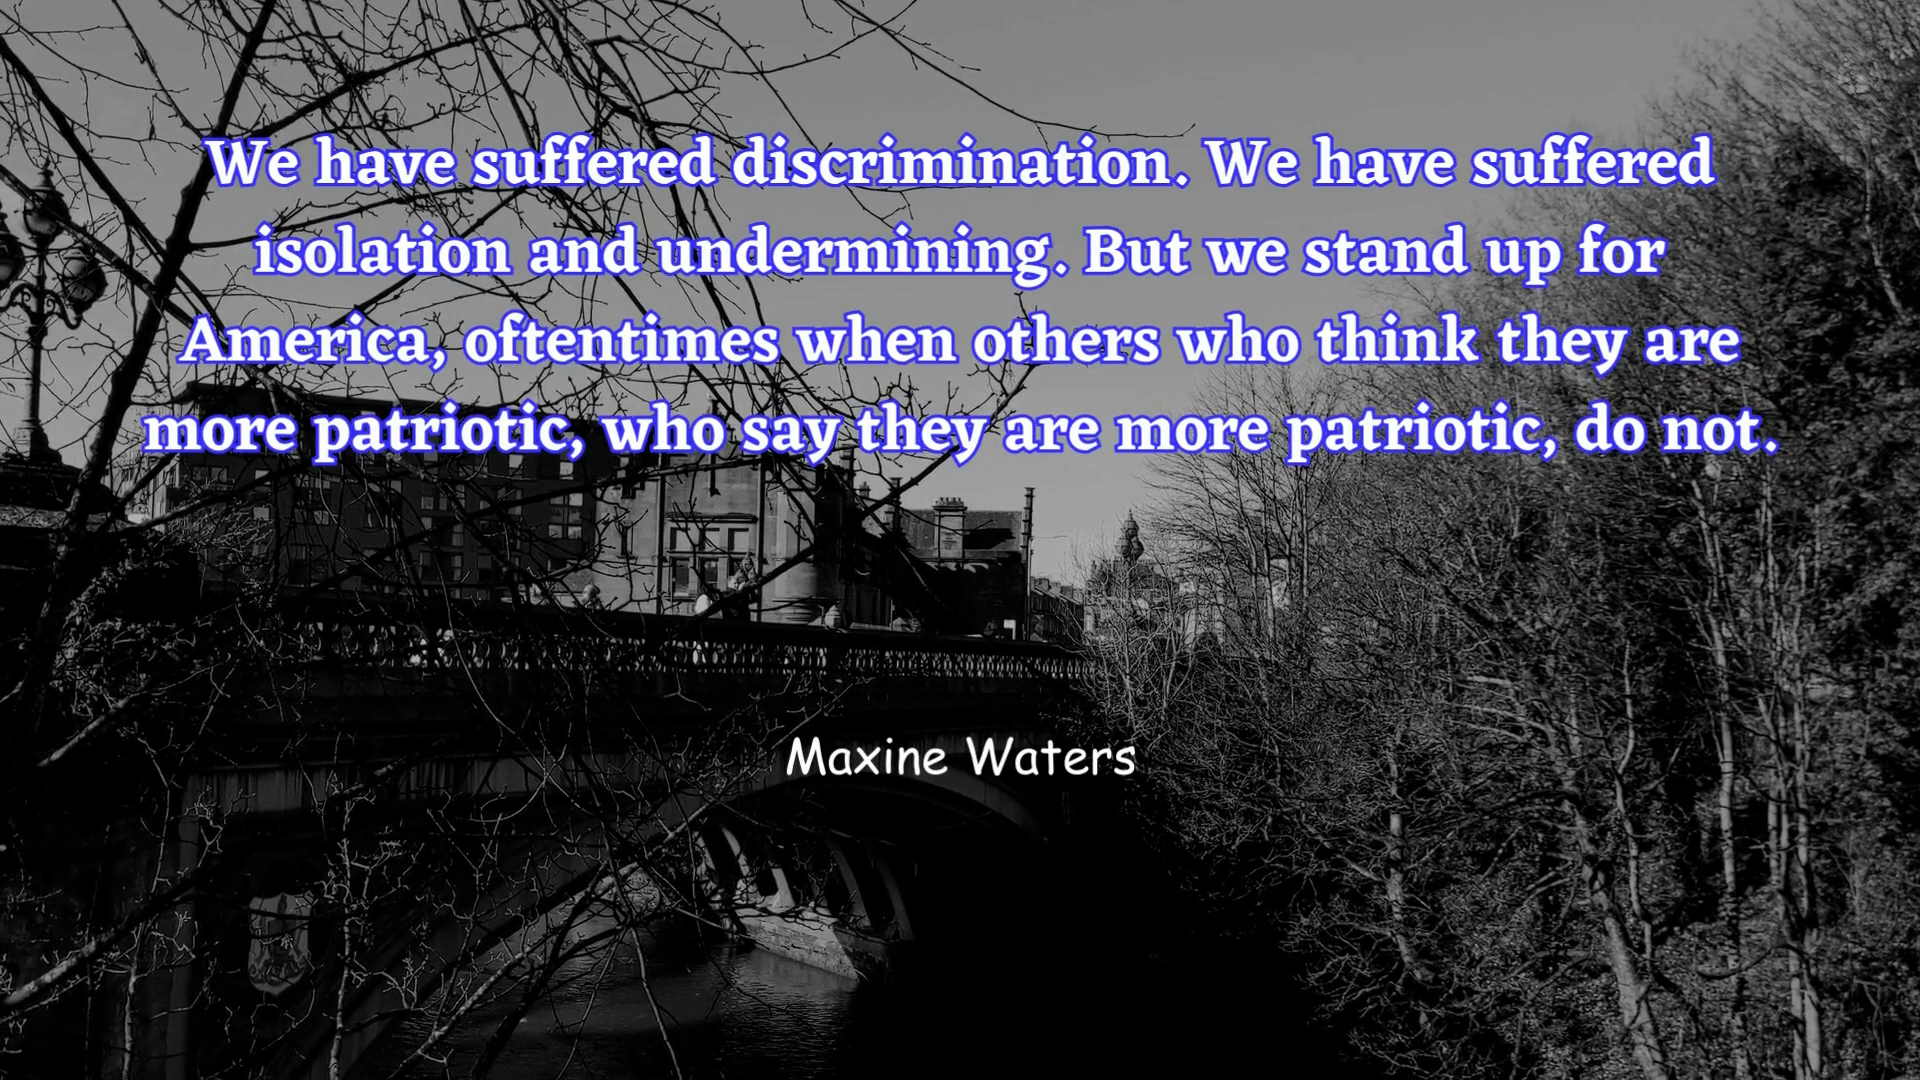 We have suffered discrimination. We have suffered
isolation and undermining. But we stand up for
America, oftentimes when others who think they are
more patriotic, who say they are more patriotic, do not.
Maxine Waters